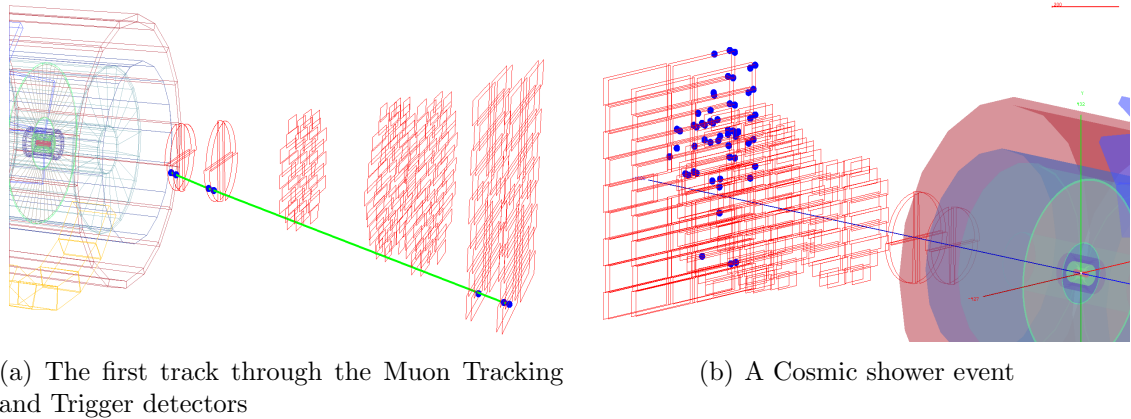 (a) The first track through the Muon Tracking
and Trigger detectors
(b) A Cosmic shower event